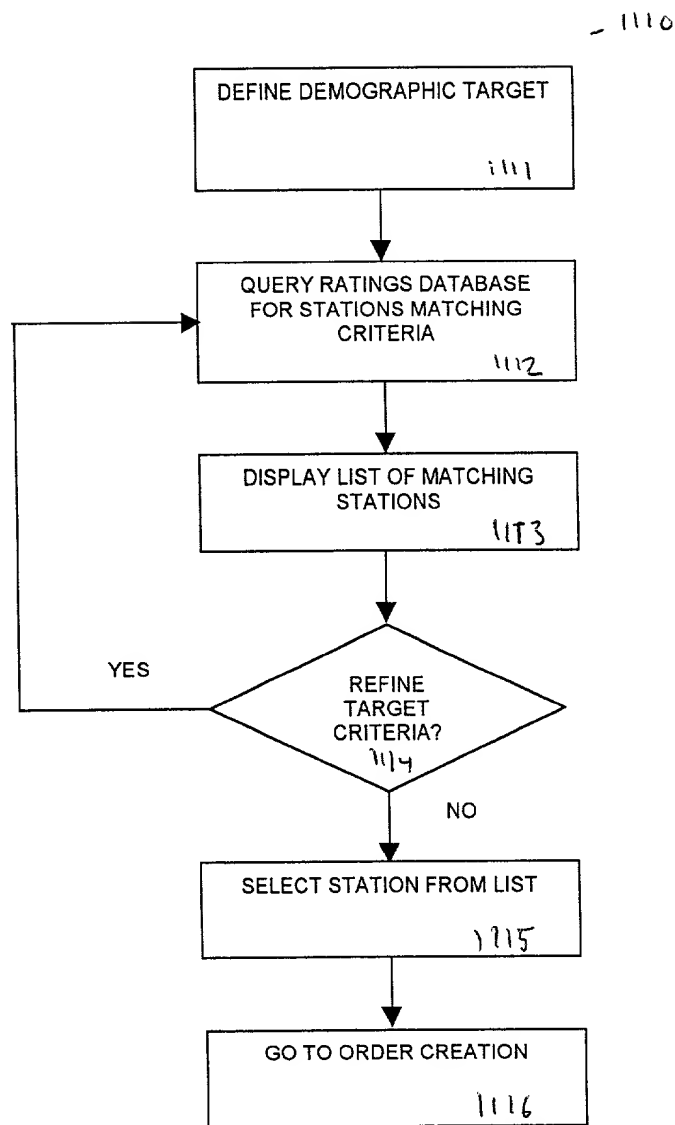 1110
DEFINE DEMOGRAPHIC TARGET
1111
QUERY RATINGS DATABASE
FOR STATIONS MATCHING
CRITERIA
1112
DISPLAY LIST OF MATCHING
STATIONS
1113
YES
REFINE
TARGET
CRITERIA?
1114
NO
SELECT STATION FROM LIST
1115
GO TO ORDER CREATION
1116